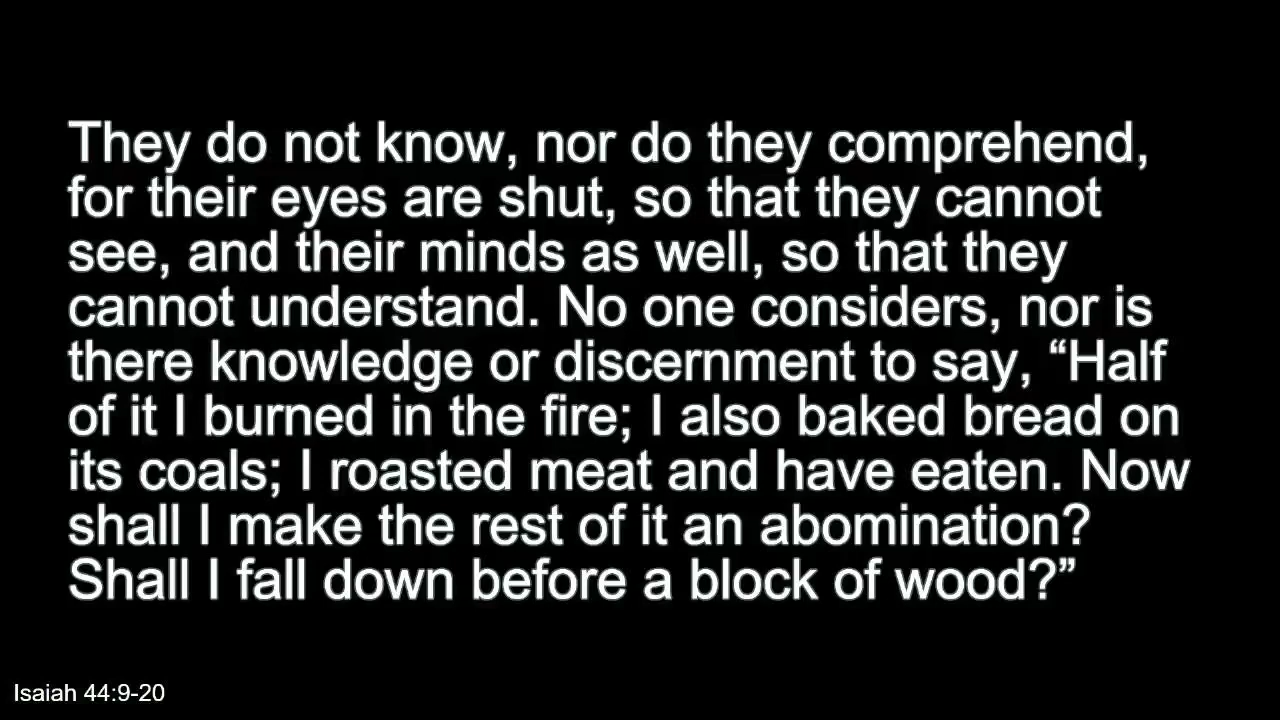 They do not know, nor do they comprehend,
for their eyes are shut, so that they cannot
see, and their minds as well, so that they
cannot understand. No one considers, nor is
there knowledge or discernment to say, “Half
of it I burned in the fire; I also baked bread on
its coals; I roasted meat and have eaten. Now
shall I make the rest of it an abomination?
Shall I fall down before a block of wood?”
Isaiah 44:9-20